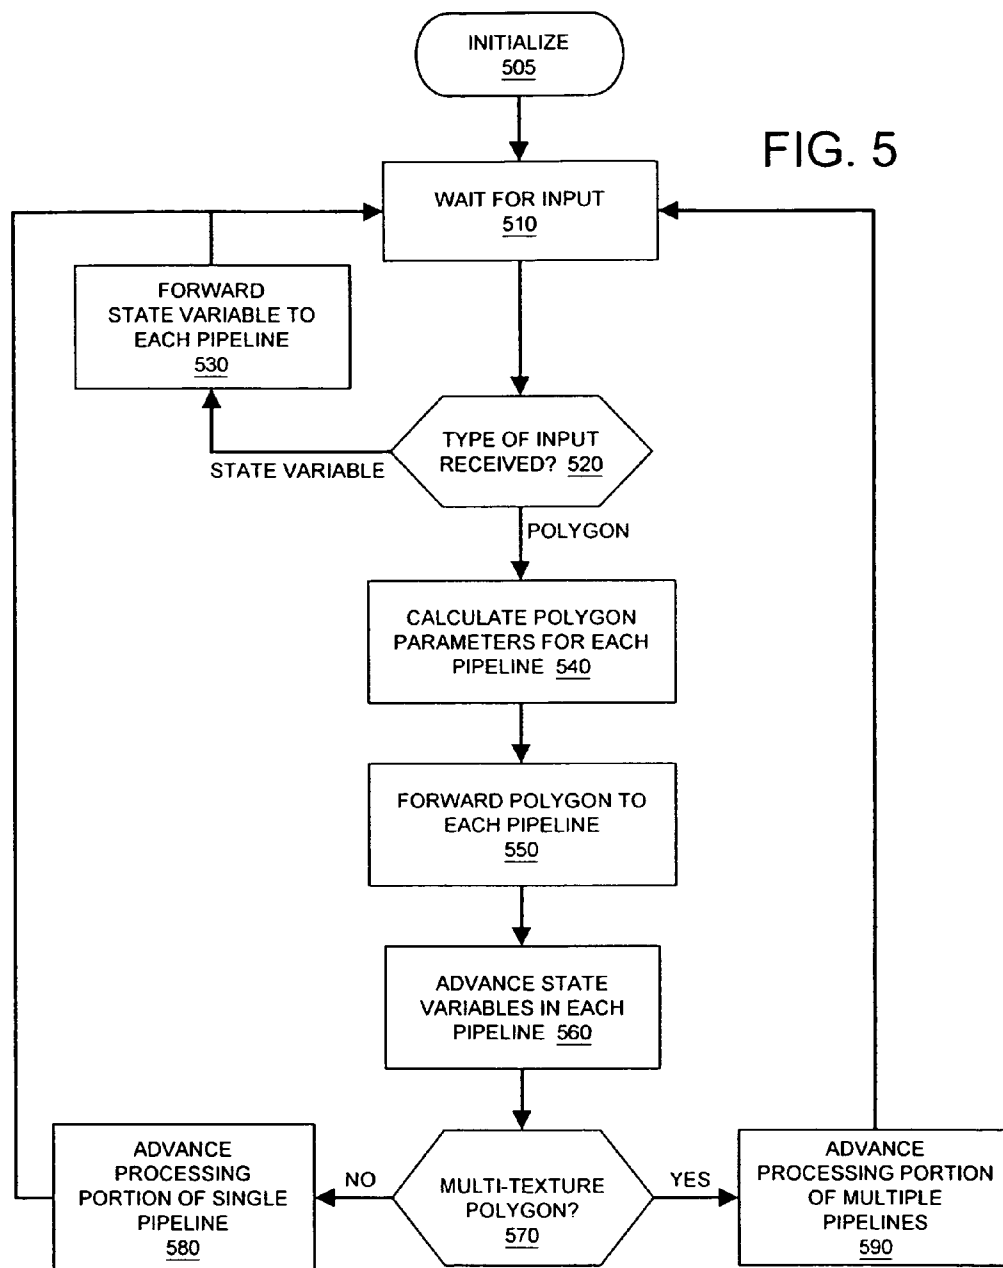 INITIALIZE
505
FIG. 5
WAIT FOR INPUT
510
FORWARD
STATE VARIABLE TO
EACH PIPELINE
530
TYPE OF INPUT
RECEIVED? 520
STATE VARIABLE
POLYGON
CALCULATE POLYGON
PARAMETERS FOR EACH
PIPELINE 540
FORWARD POLYGON TO
EACH PIPELINE
550
ADVANCE STATE
VARIABLES IN EACH
PIPELINE 560
ADVANCE
PROCESSING
PORTION OF SINGLE
PIPELINE
580
NO
MULTI-TEXTURE
POLYGON?
570
YES
ADVANCE
PROCESSING PORTION
OF MULTIPLE
PIPELINES
590